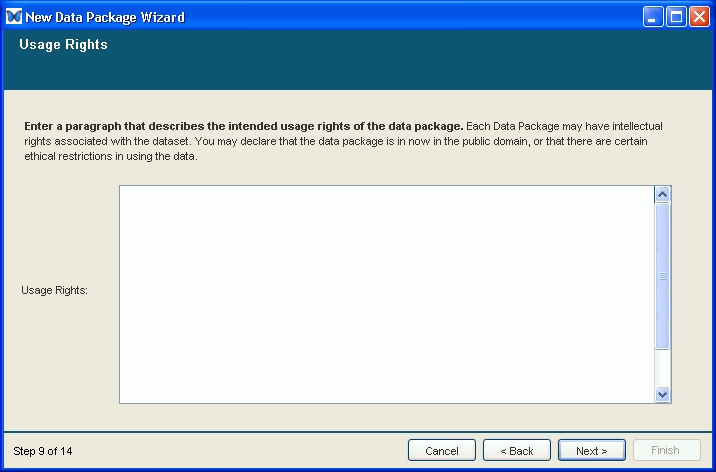 New Data Package Wizard
Usage Rights
Enter a paragraph that describes the intended usage rights of the data package. Each Data Package may have intellectual
rights associated with the dataset. You may declare that the data package is in now in the public domain, or that there are certain
ethical restrictions in using the data.
Usage Rights:
Step 9 of 14
Cancel
< Back
Next >
Finish